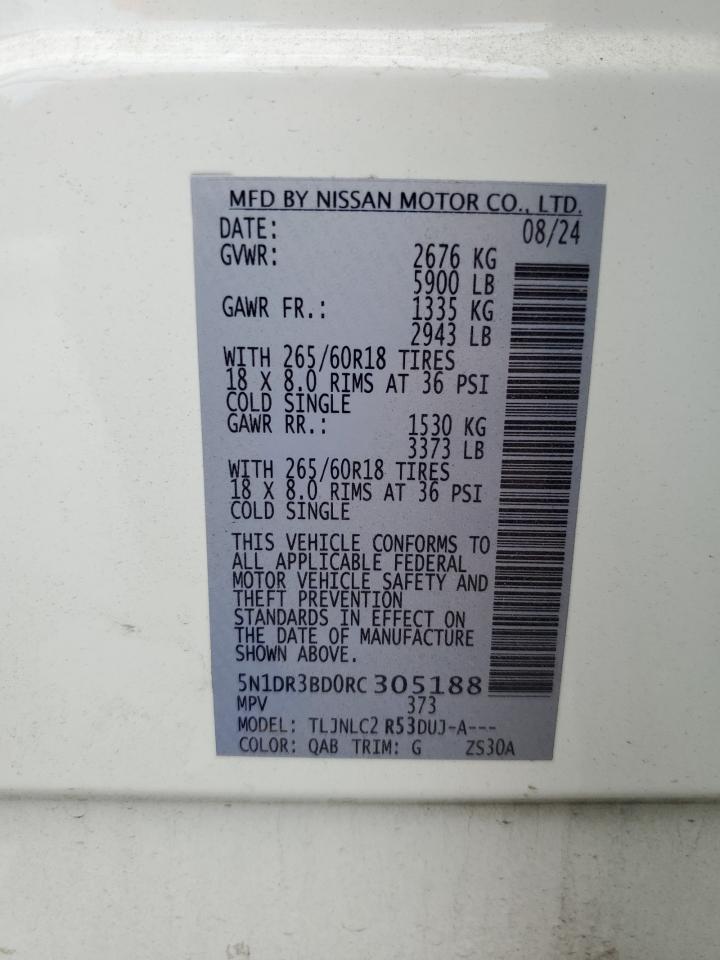 MFD BY NISSAN MOTOR CO., LTD.
DATE: 08/24
GVWR: 2676 KG
5900 LB
GAWR FR.: 1335 KG
2943 LB
WITH 265/60R18 TIRES
18 X 8.0 RIMS AT 36 PSI
COLD SINGLE
GAWR RR.: 1530 KG
3373 LB
WITH 265/60R18 TIRES
18 X 8.0 RIMS AT 36 PSI
COLD SINGLE
THIS VEHICLE CONFORMS TO
ALL APPLICABLE FEDERAL
MOTOR VEHICLE SAFETY AND
THEFT PREVENTION
STANDARDS IN EFFECT ON
THE DATE OF MANUFACTURE
SHOWN ABOVE.
5N1DR3BD0RC 305188
MPV 373
MODEL: TLJNLC2 R53DUJ-A---
COLOR: QAB TRIM: G ZS30A